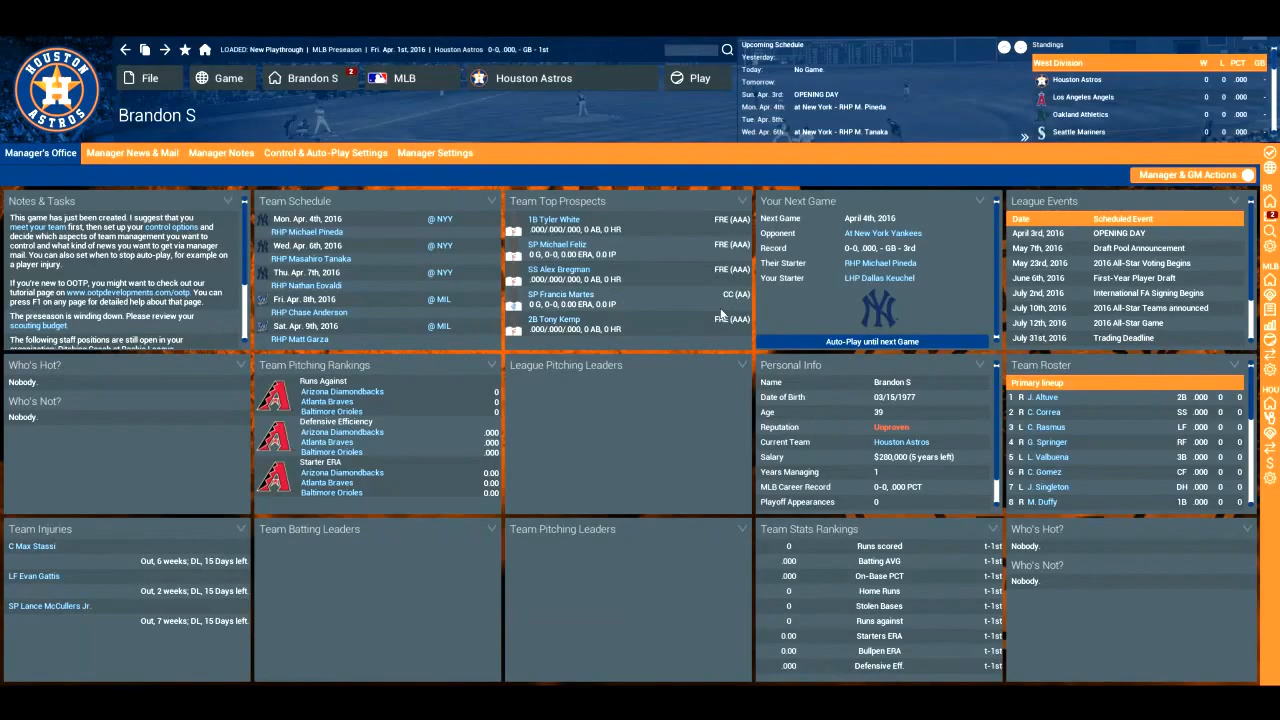 HOUSTON ASTROS
LOADED: New Playthrough | MLB Preseason | Fri. Apr. 1st, 2016 | Houston Astros 0-0, .000, - GB - 1st
File
Game
Brandon S
2
MLB
Houston Astros
Play
Brandon S
Upcoming Schedule
Yesterday:
Today: No Game.
Tomorrow:
Sun. Apr. 3rd: OPENING DAY
Mon. Apr. 4th: at New York - RHP M. Pineda
Tue. Apr. 5th:
Wed. Apr. 6th: at New York - RHP M. Tanaka
Standings
West Division W L PCT GB
Houston Astros 0 0 .000 -
Los Angeles Angels 0 0 .000 -
Oakland Athletics 0 0 .000 -
Seattle Mariners 0 0 .000 -
Manager's Office
Manager News & Mail
Manager Notes
Control & Auto-Play Settings
Manager Settings
Manager & GM Actions
BS
2
MLB
HOU
Notes & Tasks
This game has just been created. I suggest that you
meet your team first, then set up your control options and
decide which aspects of team management you want to
control and what kind of news you want to get via manager
mail. You can also set when to stop auto-play, for example on
a player injury.
If you're new to OOTP, you might want to check out our
tutorial page on www.ootpdevelopments.com/ootp. You can
press F1 on any page for detailed help about that page.
The preseason is winding down. Please review your
scouting budget.
The following staff positions are still open in your
Team Schedule
Mon. Apr. 4th, 2016 @ NYY
RHP Michael Pineda
Wed. Apr. 6th, 2016 @ NYY
RHP Masahiro Tanaka
Thu. Apr. 7th, 2016 @ NYY
RHP Nathan Eovaldi
Fri. Apr. 8th, 2016 @ MIL
RHP Chase Anderson
Sat. Apr. 9th, 2016 @ MIL
RHP Matt Garza
Team Top Prospects
1B Tyler White FRE (AAA)
.000/.000/.000, 0 AB, 0 HR
SP Michael Feliz FRE (AAA)
0 G, 0-0, 0.00 ERA, 0.0 IP
SS Alex Bregman FRE (AAA)
.000/.000/.000, 0 AB, 0 HR
SP Francis Martes CC (AA)
0 G, 0-0, 0.00 ERA, 0.0 IP
2B Tony Kemp FRE (AAA)
.000/.000/.000, 0 AB, 0 HR
Your Next Game
Next Game April 4th, 2016
Opponent At New York Yankees
Record 0-0, .000, - GB - 3rd
Their Starter RHP Michael Pineda
Your Starter LHP Dallas Keuchel
Auto-Play until next Game
League Events
Date Scheduled Event
April 3rd, 2016 OPENING DAY
May 7th, 2016 Draft Pool Announcement
May 23rd, 2016 2016 All-Star Voting Begins
June 6th, 2016 First-Year Player Draft
July 2nd, 2016 International FA Signing Begins
July 10th, 2016 2016 All-Star Teams announced
July 12th, 2016 2016 All-Star Game
July 31st, 2016 Trading Deadline
Who's Hot?
Nobody.
Who's Not?
Nobody.
Team Pitching Rankings
Runs Against
Arizona Diamondbacks 0
Atlanta Braves 0
Baltimore Orioles 0
Defensive Efficiency
Arizona Diamondbacks .000
Atlanta Braves .000
Baltimore Orioles .000
Starter ERA
Arizona Diamondbacks 0.00
Atlanta Braves 0.00
Baltimore Orioles 0.00
League Pitching Leaders
Personal Info
Name Brandon S
Date of Birth 03/15/1977
Age 39
Reputation Unproven
Current Team Houston Astros
Salary $280,000 (5 years left)
Years Managing 1
MLB Career Record 0-0, .000 PCT
Playoff Appearances 0
Team Roster
Primary lineup
1 R J. Altuve 2B .000 0 0
2 R C. Correa SS .000 0 0
3 L C. Rasmus LF .000 0 0
4 R G. Springer RF .000 0 0
5 L L. Valbuena 3B .000 0 0
6 R C. Gomez CF .000 0 0
7 L J. Singleton DH .000 0 0
8 R M. Duffy 1B .000 0 0
Team Injuries
C Max Stassi
Out, 6 weeks; DL, 15 Days left
LF Evan Gattis
Out, 2 weeks; DL, 15 Days left
SP Lance McCullers Jr.
Out, 7 weeks; DL, 15 Days left
Team Batting Leaders
Team Pitching Leaders
Team Stats Rankings
0 Runs scored t-1st
.000 Batting AVG t-1st
.000 On-Base PCT t-1st
0 Home Runs t-1st
0 Stolen Bases t-1st
0 Runs against t-1st
0.00 Starters ERA t-1st
0.00 Bullpen ERA t-1st
.000 Defensive Eff. t-1st
Who's Hot?
Nobody.
Who's Not?
Nobody.